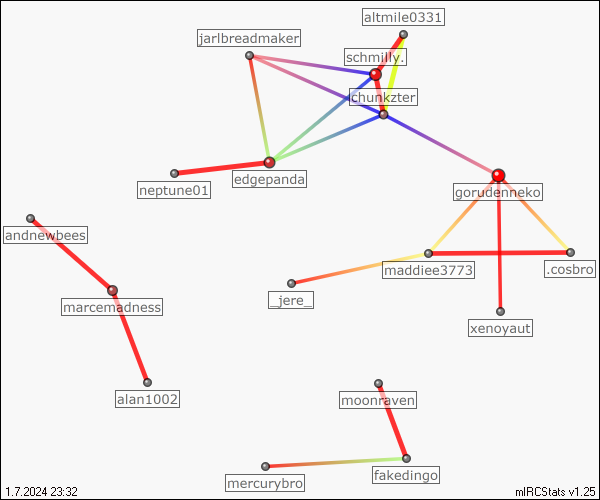 altmile0331
jarlbreadmaker
schmilly.
chunkzter
edgepanda
neptune01
gorudenneko
andnewbees
maddiee3773
.cosbro
marcemadness
_jere_
xenoyaut
alan1002
moonraven
mercurybro
fakedingo
1.7.2024 23:32
mIRCStats v1.25